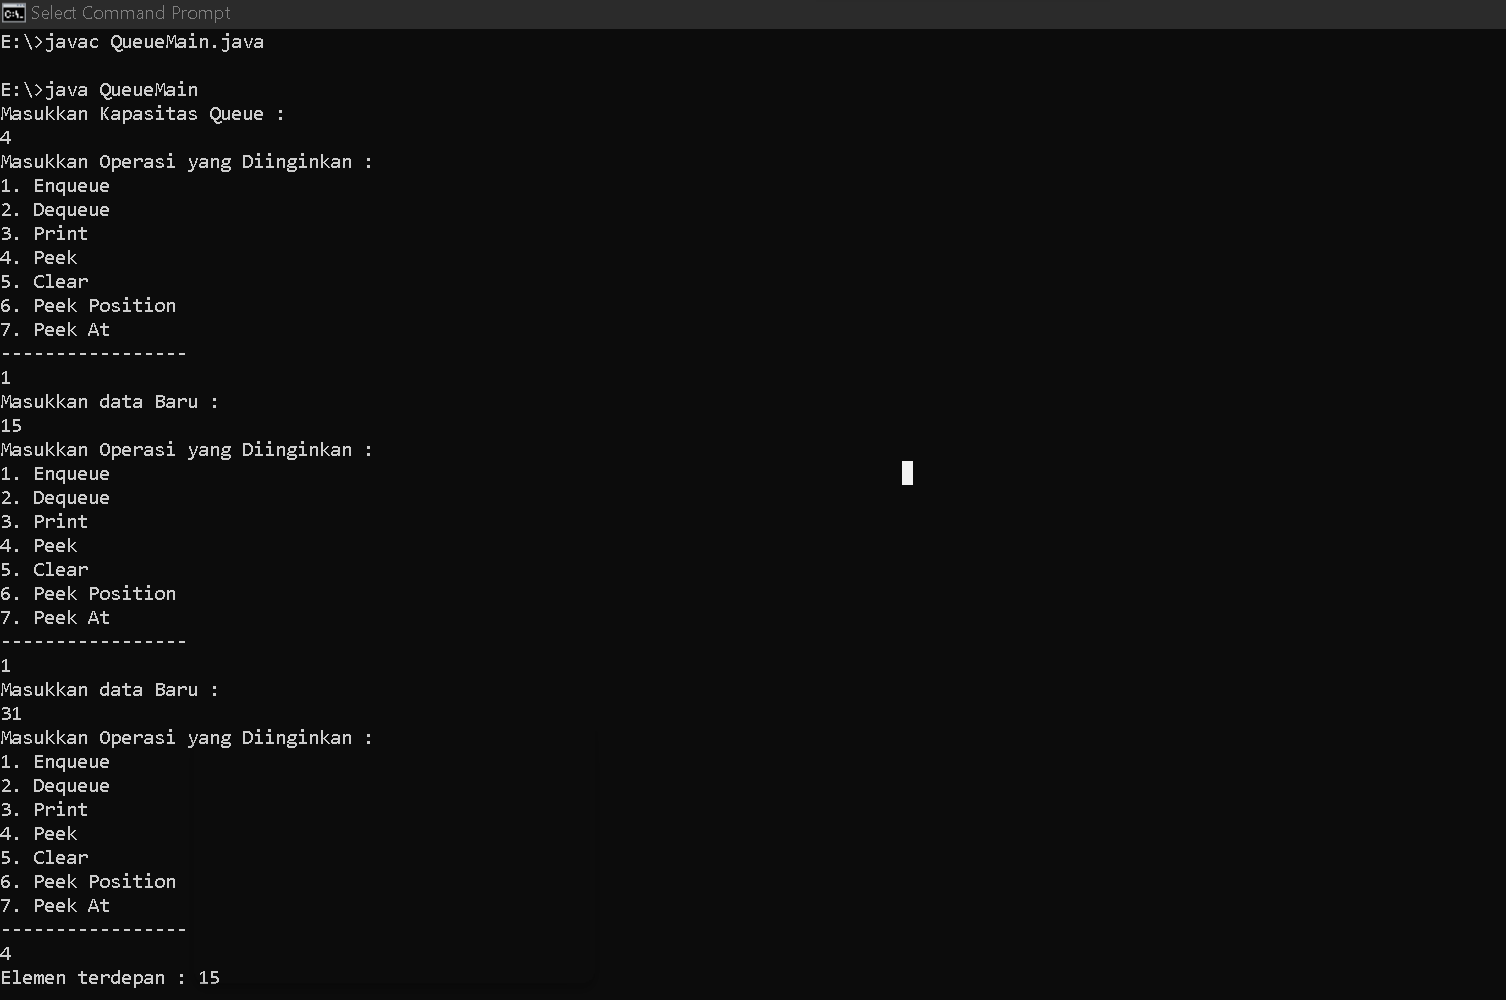 Select Command Prompt
E:\>javac QueueMain.java
E:\>java QueueMain
Masukkan Kapasitas Queue :
4
Masukkan Operasi yang Diinginkan :
1. Enqueue
2. Dequeue
3. Print
4. Peek
5. Clear
6. Peek Position
7. Peek At
-----------------
1
Masukkan data Baru :
15
Masukkan Operasi yang Diinginkan :
1. Enqueue
2. Dequeue
3. Print
4. Peek
5. Clear
6. Peek Position
7. Peek At
-----------------
1
Masukkan data Baru :
31
Masukkan Operasi yang Diinginkan :
1. Enqueue
2. Dequeue
3. Print
4. Peek
5. Clear
6. Peek Position
7. Peek At
-----------------
4
Elemen terdepan : 15